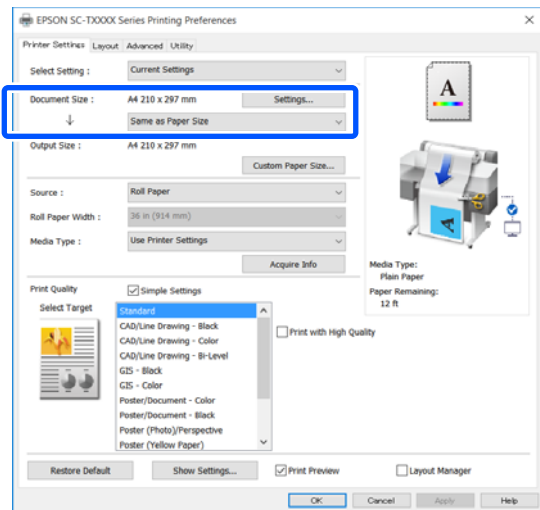 EPSON SC-TXXXX Series Printing Preferences
Printer Settings Layout Advanced Utility
Select Setting : Current Settings
Document Size : A4 210 x 297 mm Settings...
↓ Same as Paper Size
Output Size : A4 210 x 297 mm
Custom Paper Size...
Source : Roll Paper
Roll Paper Width : 36 in (914 mm)
Media Type : Use Printer Settings
Acquire Info
A
A
Media Type:
Plain Paper
Paper Remaining:
12 ft
Print Quality Simple Settings
Select Target
Standard
CAD/Line Drawing - Black
CAD/Line Drawing - Color
CAD/Line Drawing - Bi-Level
GIS - Black
GIS - Color
Poster/Document - Color
Poster/Document - Black
Poster (Photo)/Perspective
Poster (Yellow Paper)
Print with High Quality
Restore Default Show Settings... Print Preview Layout Manager
OK Cancel Apply Help